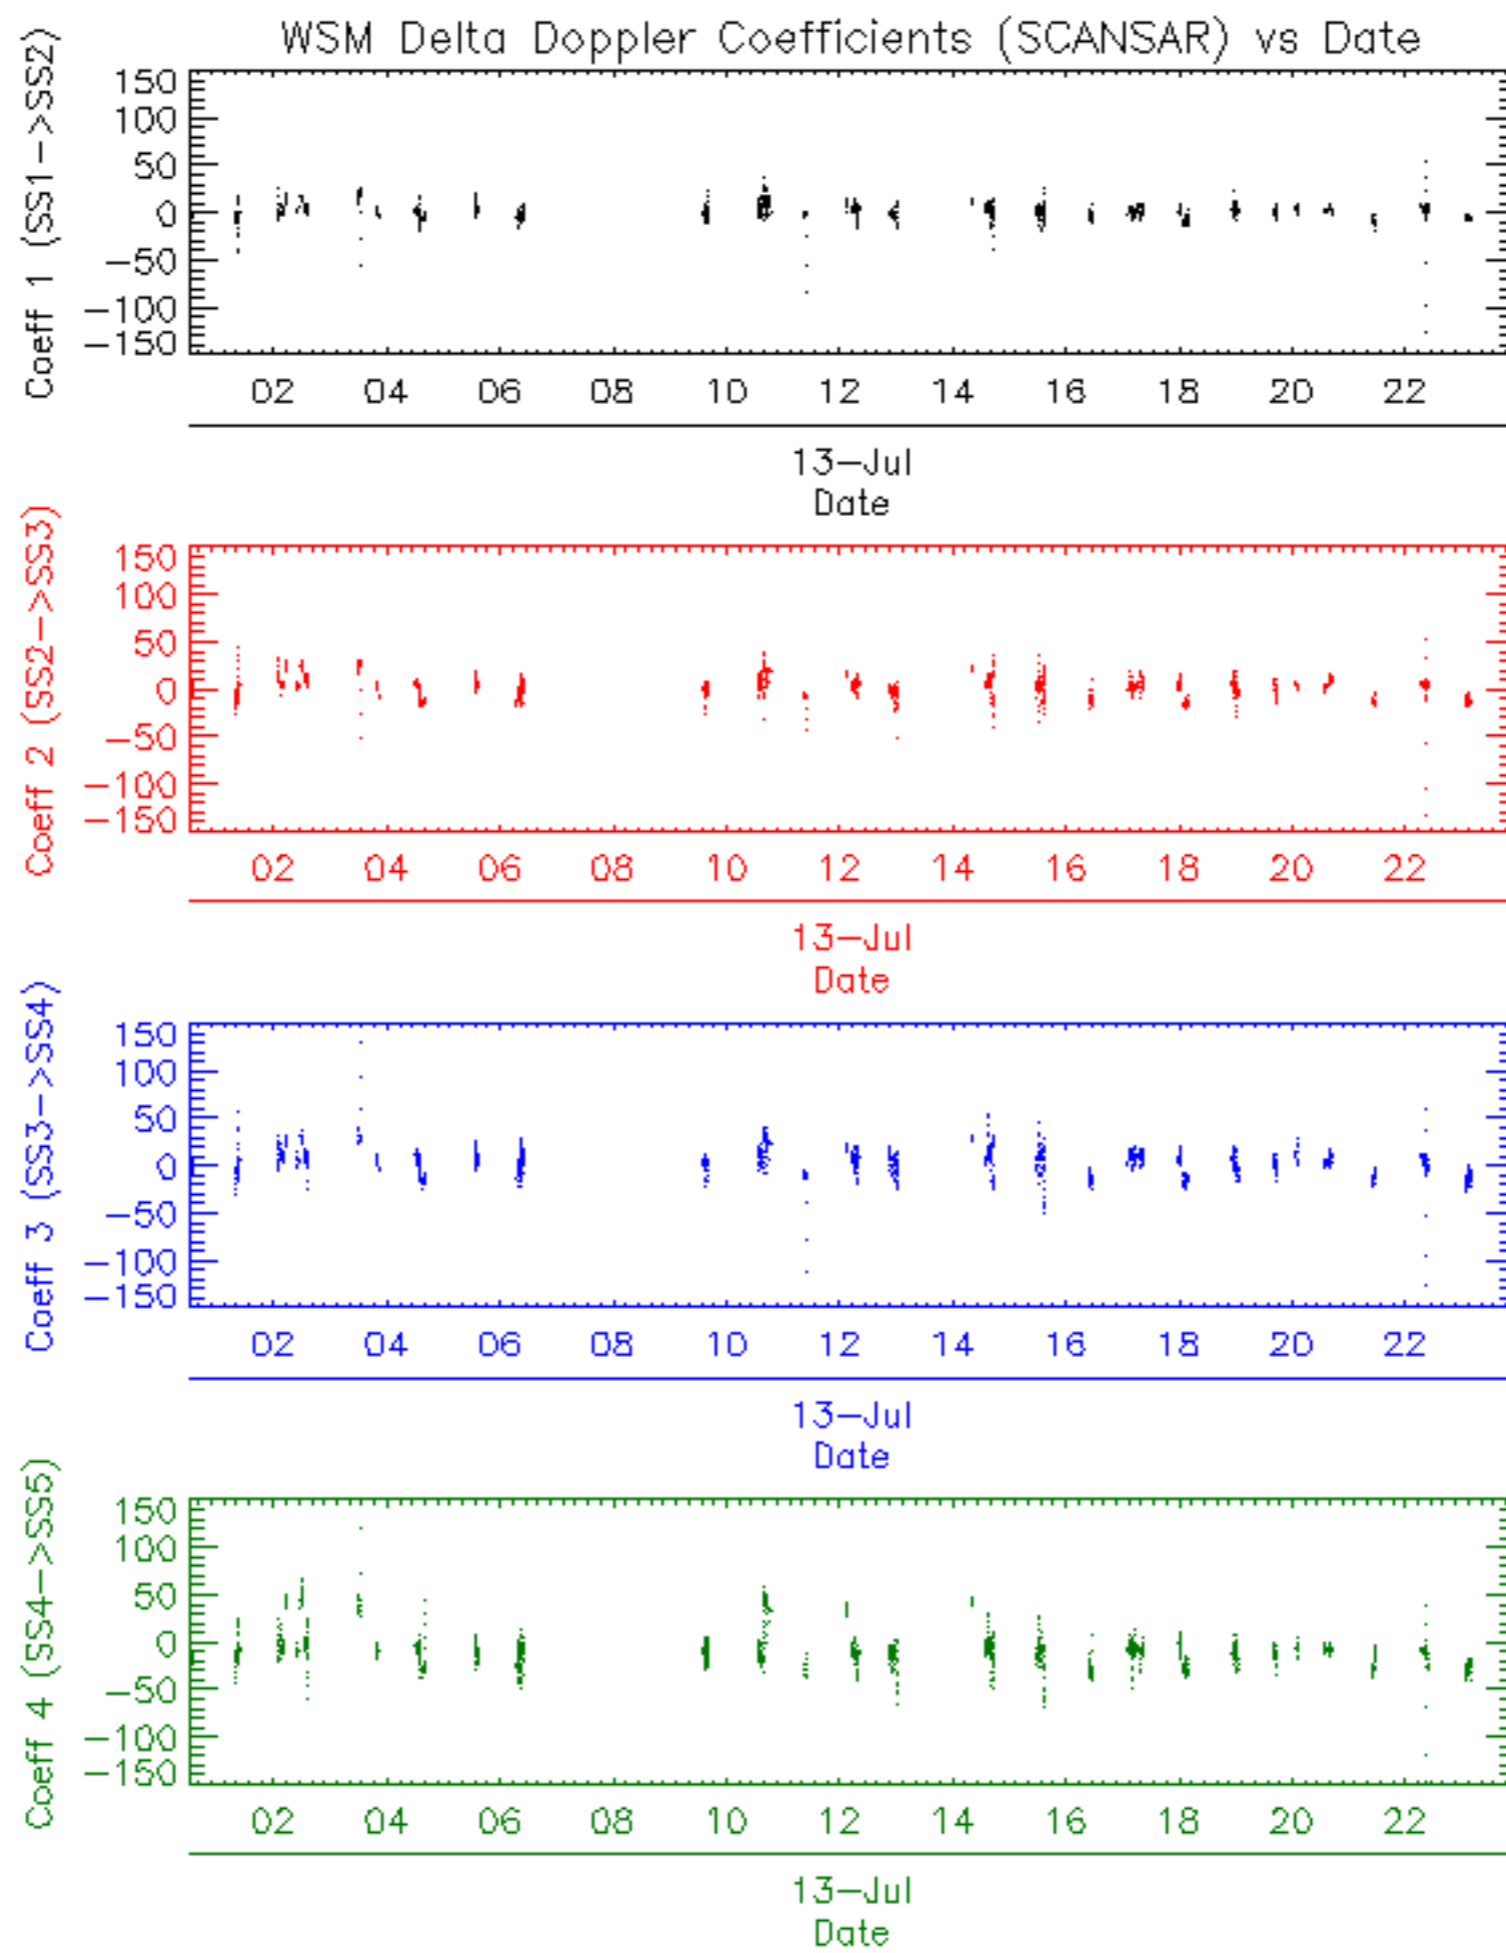 WSM Delta Doppler Coefficients (SCANSAR) vs Date
Coeff 1 (SS1->SS2)
150
100
50
0
-50
-100
-150
02 04 06 08 10 12 14 16 18 20 22
13-Jul
Date
Coeff 2 (SS2->SS3)
150
100
50
0
-50
-100
-150
02 04 06 08 10 12 14 16 18 20 22
13-Jul
Date
Coeff 3 (SS3->SS4)
150
100
50
0
-50
-100
-150
02 04 06 08 10 12 14 16 18 20 22
13-Jul
Date
Coeff 4 (SS4->SS5)
150
100
50
0
-50
-100
-150
02 04 06 08 10 12 14 16 18 20 22
13-Jul
Date